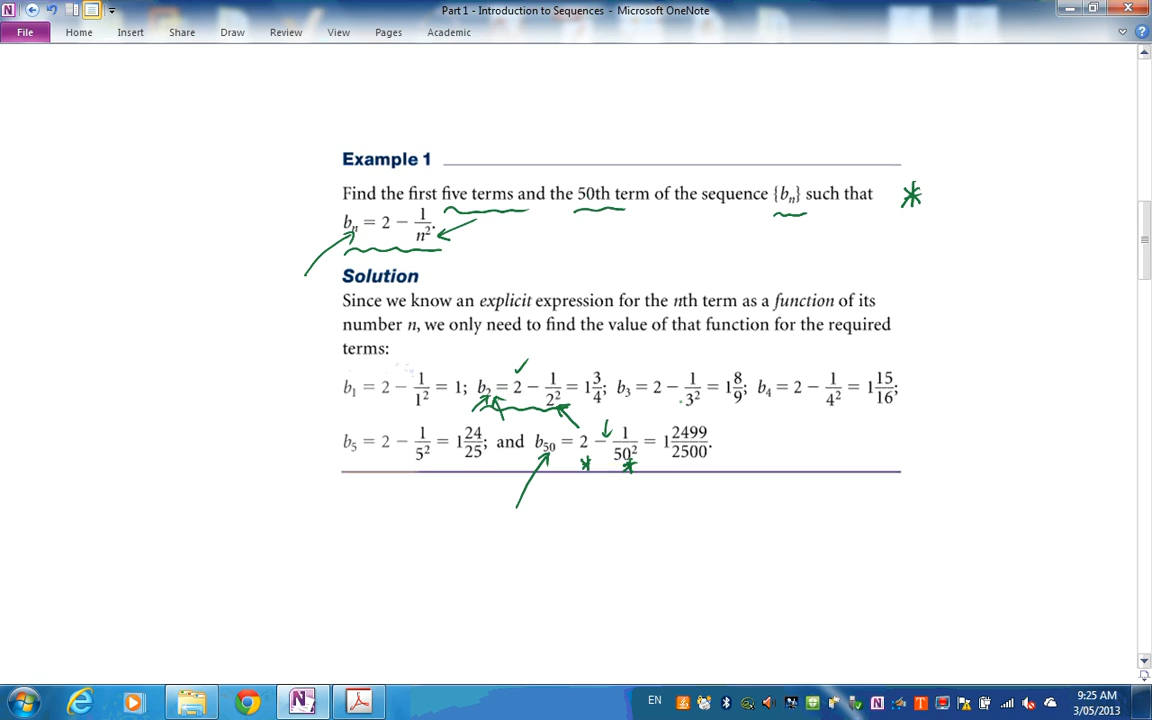 Part 1 - Introduction to Sequences - Microsoft OneNote
File Home Insert Share Draw Review View Pages Academic
Example 1
Find the first five terms and the 50th term of the sequence {bₙ} such that
bₙ = 2 − 1/n².
Solution
Since we know an explicit expression for the nth term as a function of its
number n, we only need to find the value of that function for the required
terms:
b₁ = 2 − 1/1² = 1; b₂ = 2 − 1/2² = 1 3/4; b₃ = 2 − 1/3² = 1 8/9; b₄ = 2 − 1/4² = 1 15/16;
b₅ = 2 − 1/5² = 1 24/25; and b₅₀ = 2 − 1/50² = 1 2499/2500.
EN
9:25 AM
3/05/2013